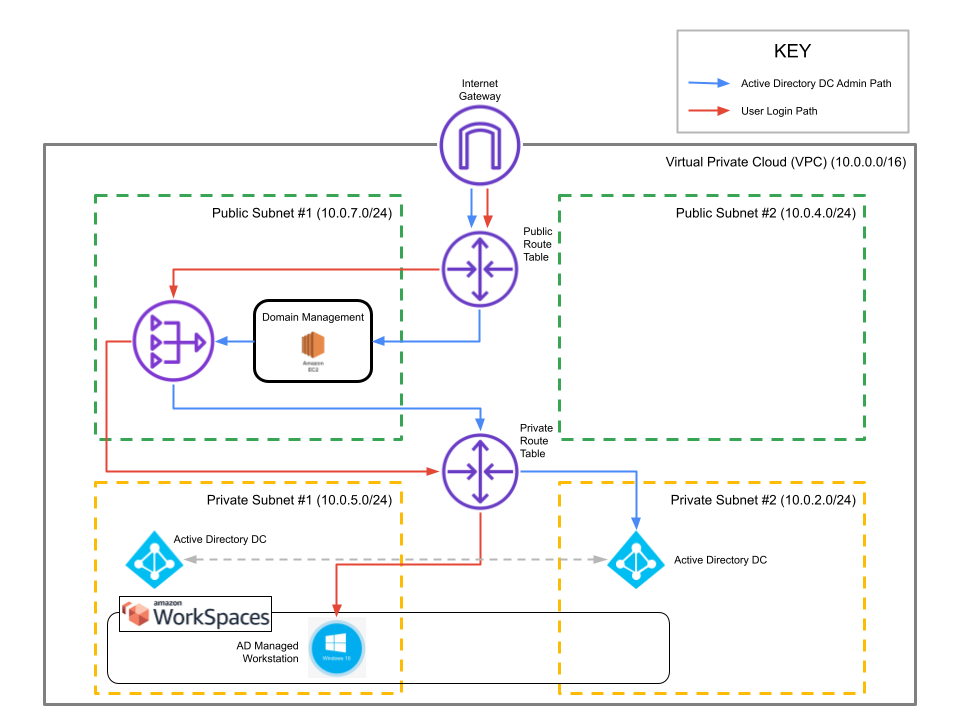 KEY
Active Directory DC Admin Path
User Login Path
Internet
Gateway
Virtual Private Cloud (VPC) (10.0.0.0/16)
Public Subnet #1 (10.0.7.0/24)
Public Subnet #2 (10.0.4.0/24)
Public
Route
Table
Domain Management
Amazon
EC2
Private
Route
Table
Private Subnet #1 (10.0.5.0/24)
Private Subnet #2 (10.0.2.0/24)
Active Directory DC
Active Directory DC
amazon
WorkSpaces
AD Managed
Workstation
Windows 10